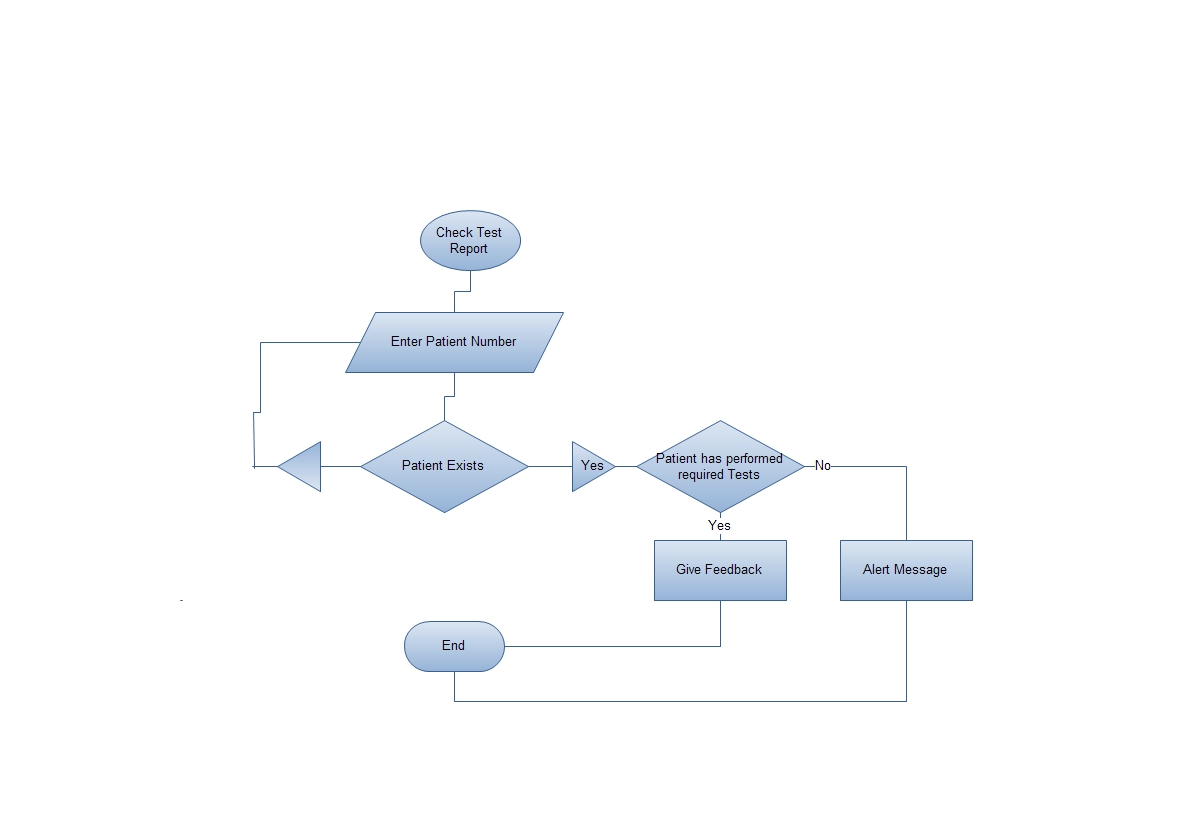 Check Test
Report
Enter Patient Number
Patient Exists
Yes
Patient has performed
required Tests
No
Yes
Give Feedback
Alert Message
End